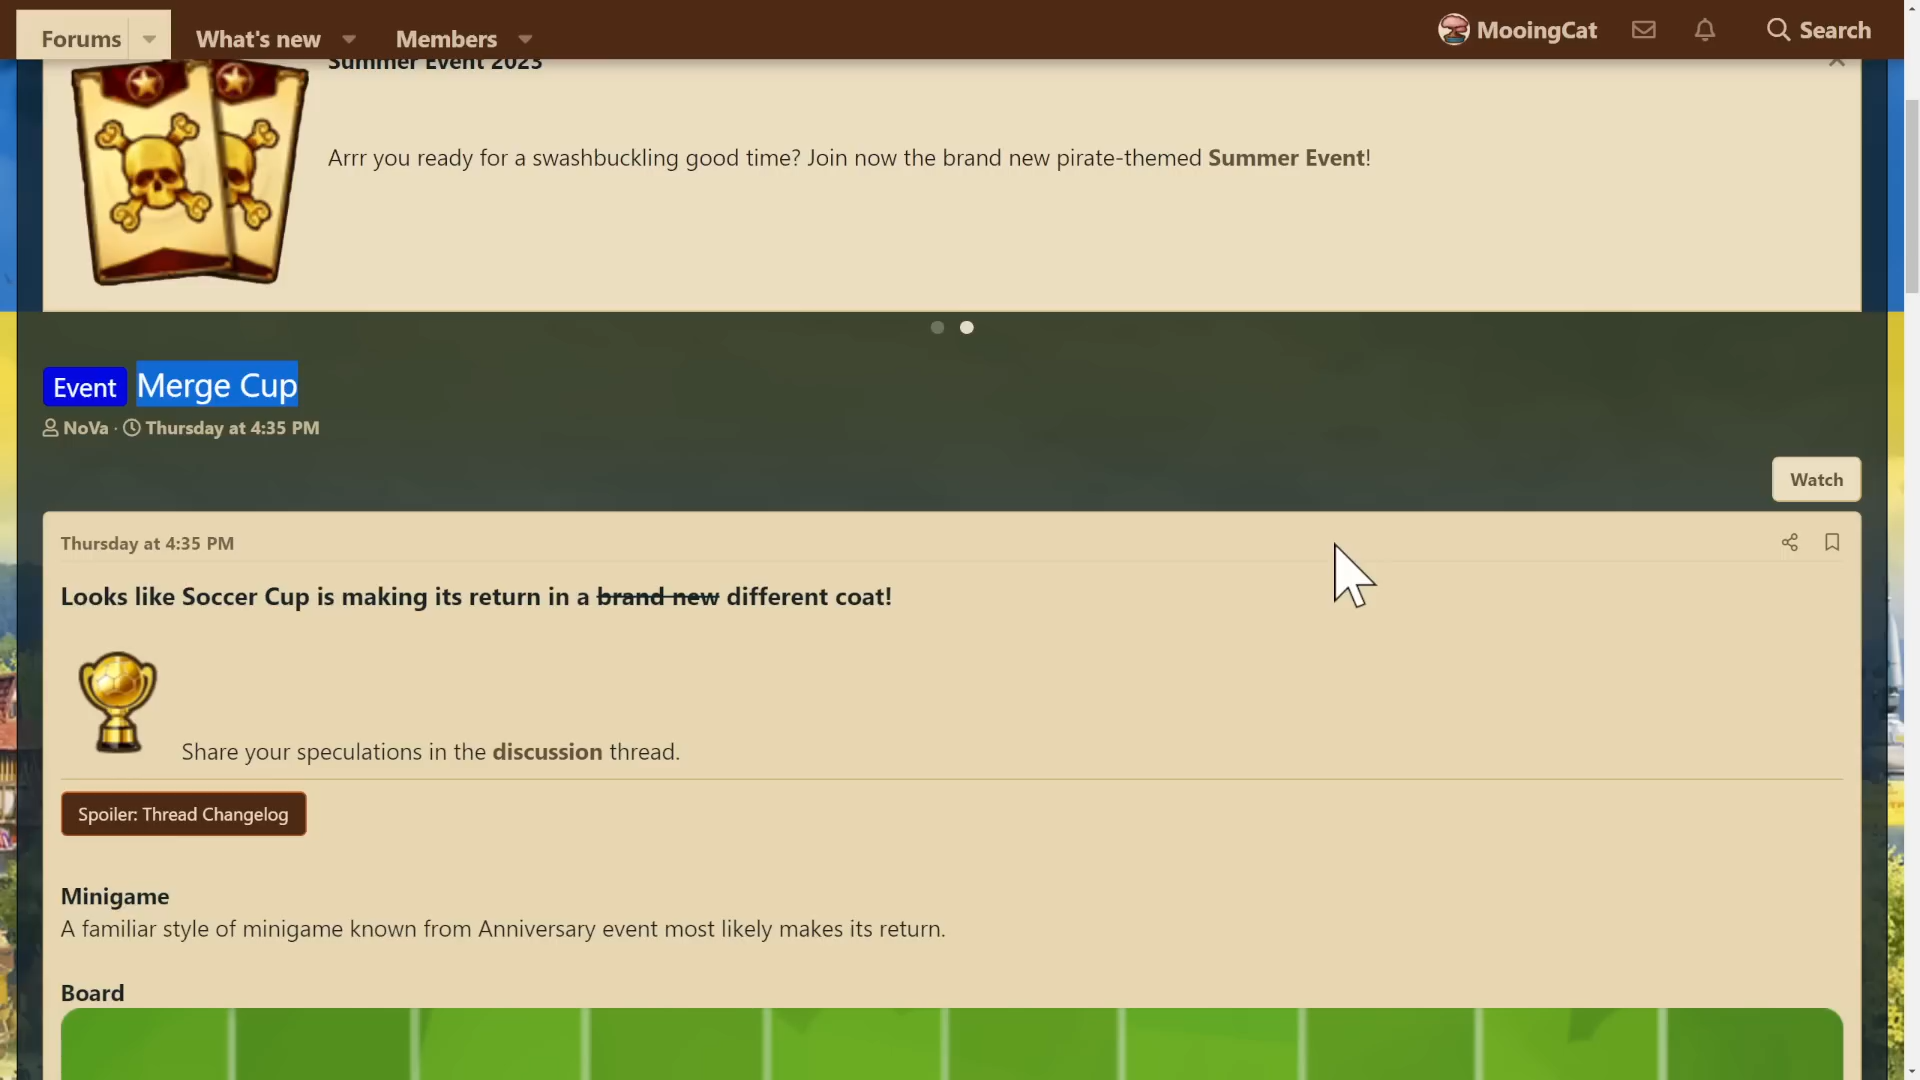 Forums
What's new
Members
MooingCat
Search
Summer Event 2023
Arrr you ready for a swashbuckling good time? Join now the brand new pirate-themed Summer Event!
Event Merge Cup
NoVa · Thursday at 4:35 PM
Watch
Thursday at 4:35 PM
Looks like Soccer Cup is making its return in a brand new different coat!
Share your speculations in the discussion thread.
Spoiler: Thread Changelog
Minigame
A familiar style of minigame known from Anniversary event most likely makes its return.
Board